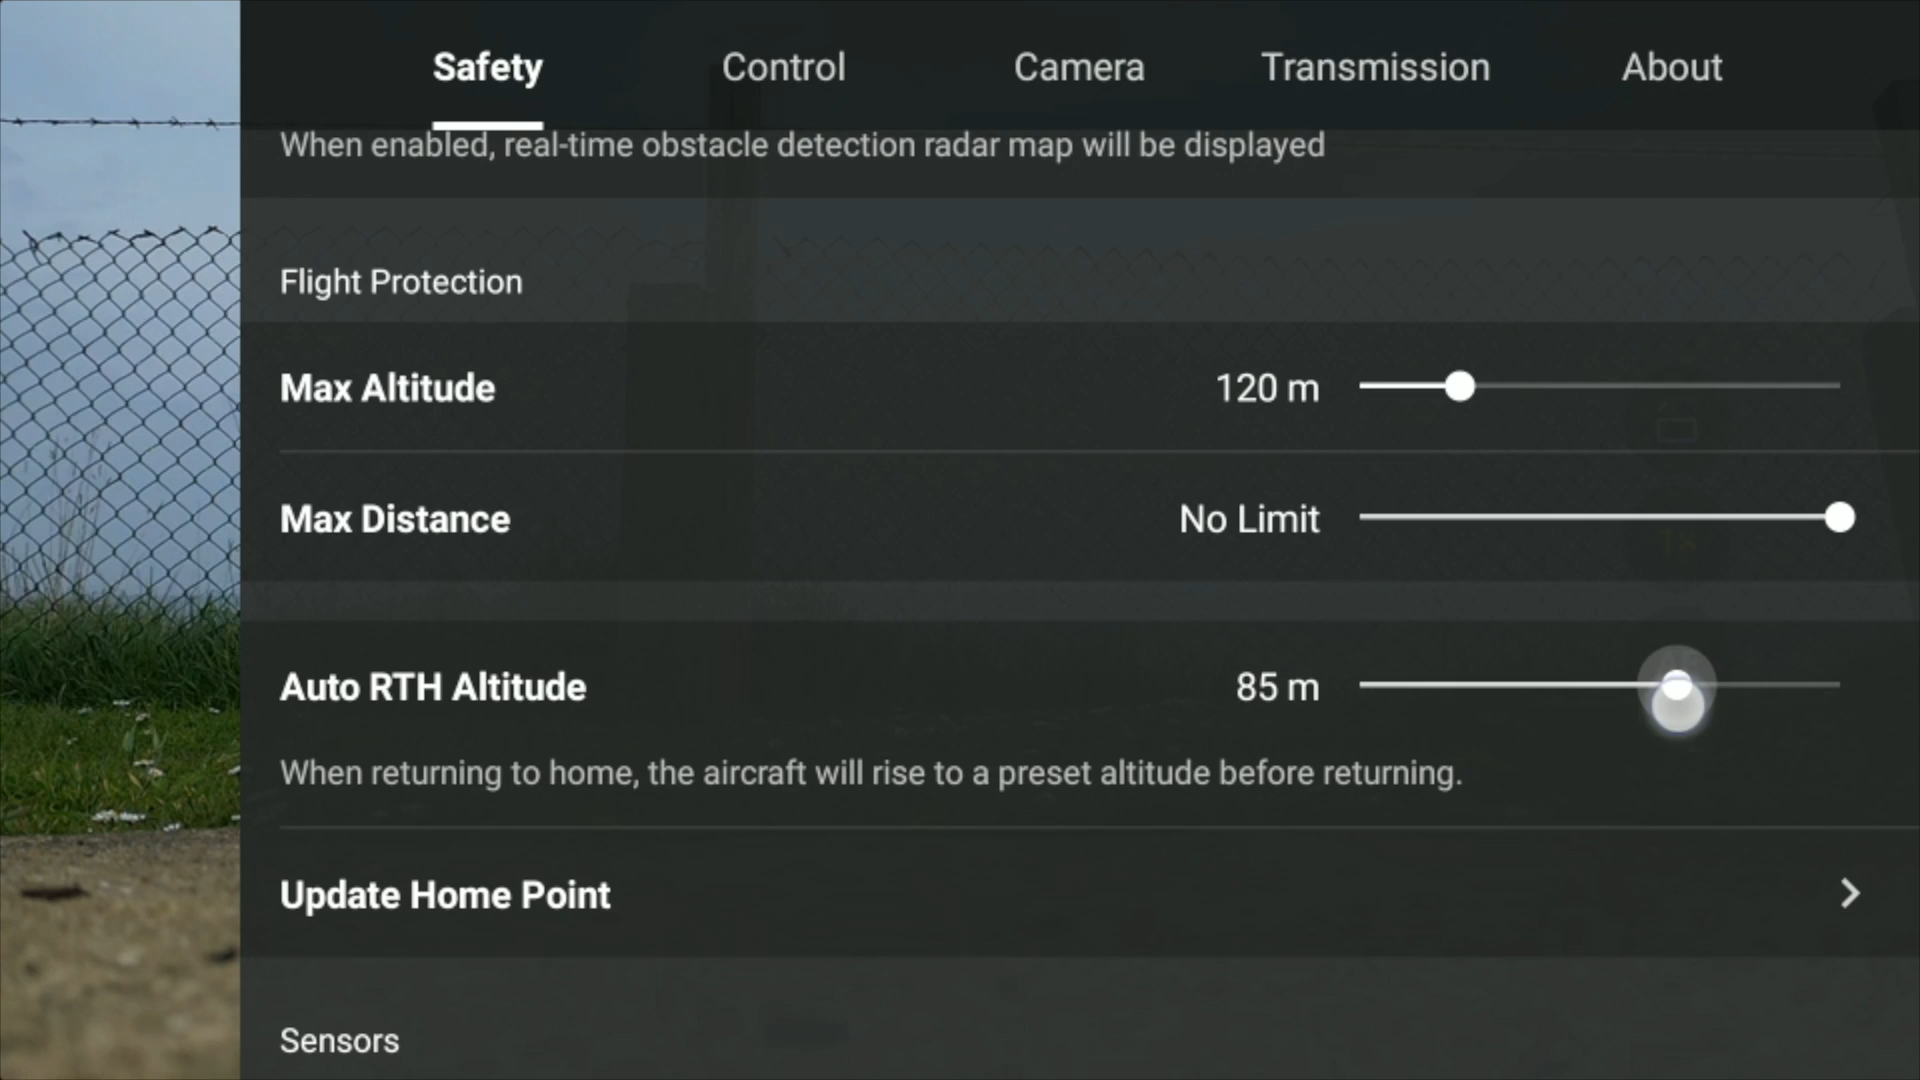 Safety Control Camera Transmission About
When enabled, real-time obstacle detection radar map will be displayed
Flight Protection
Max Altitude 120 m
Max Distance No Limit
Auto RTH Altitude 85 m
When returning to home, the aircraft will rise to a preset altitude before returning.
Update Home Point
Sensors